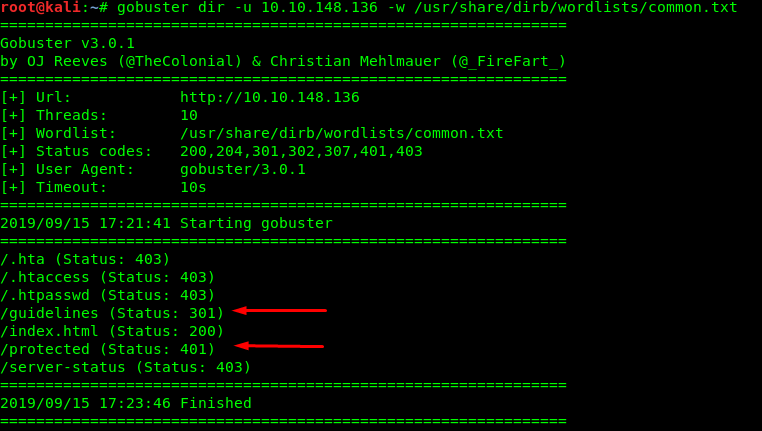 root@kali:~# gobuster dir -u 10.10.148.136 -w /usr/share/dirb/wordlists/common.txt
===============================================================
Gobuster v3.0.1
by OJ Reeves (@TheColonial) & Christian Mehlmauer (@_FireFart_)
===============================================================
[+] Url:            http://10.10.148.136
[+] Threads:        10
[+] Wordlist:       /usr/share/dirb/wordlists/common.txt
[+] Status codes:   200,204,301,302,307,401,403
[+] User Agent:     gobuster/3.0.1
[+] Timeout:        10s
===============================================================
2019/09/15 17:21:41 Starting gobuster
===============================================================
/.hta (Status: 403)
/.htaccess (Status: 403)
/.htpasswd (Status: 403)
/guidelines (Status: 301)
/index.html (Status: 200)
/protected (Status: 401)
/server-status (Status: 403)
===============================================================
2019/09/15 17:23:46 Finished
===============================================================